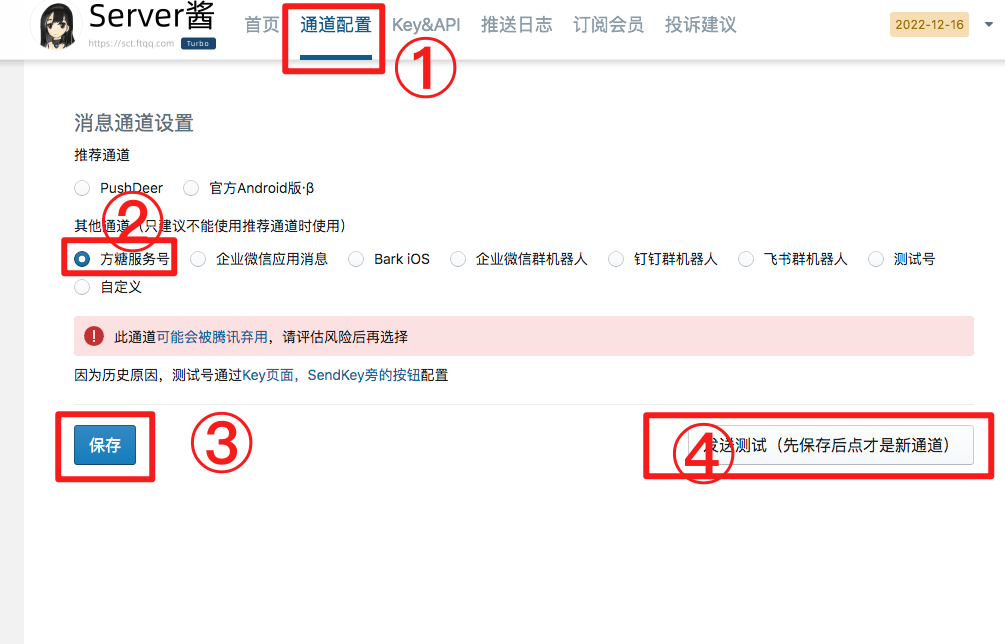 Server酱
首页 通道配置 Key&API 推送日志 订阅会员 投诉建议 2022-12-16
https://sct.ftqq.com Turbo
①
消息通道设置
推荐通道
PushDeer 官方Android版·β
②
其他通道（只建议不能使用推荐通道时使用）
方糖服务号 企业微信应用消息 Bark iOS 企业微信群机器人 钉钉群机器人 飞书群机器人 测试号
自定义
! 此通道可能会被腾讯弃用，请评估风险后再选择
因为历史原因，测试号通过Key页面，SendKey旁的按钮配置
保存 ③ ④ 发送测试（先保存后点才是新通道）